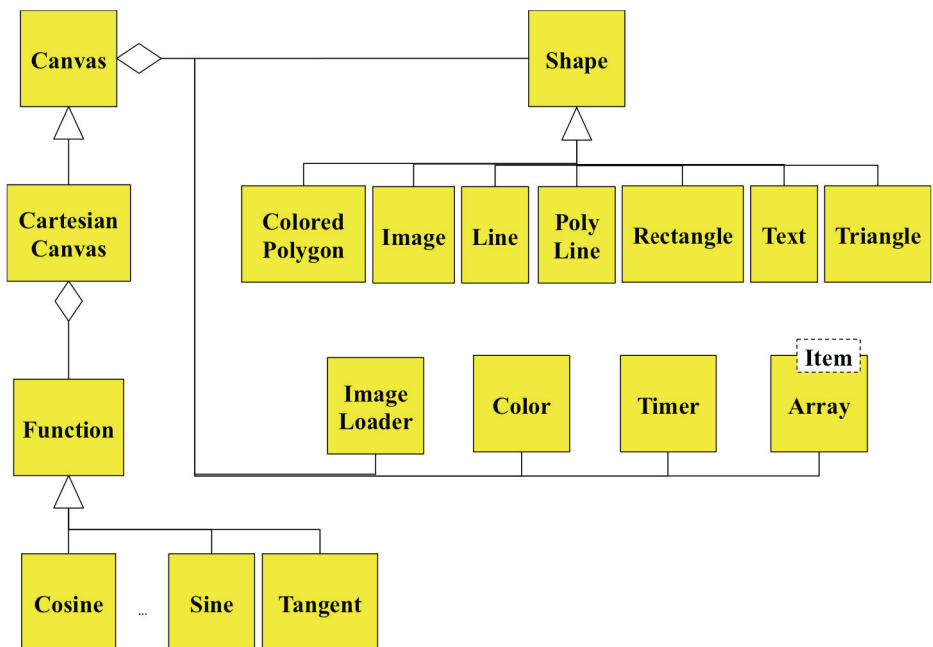 Canvas
Shape
Cartesian
Canvas
Colored
Polygon
Image
Line
Poly
Line
Rectangle
Text
Triangle
Function
Image
Loader
Color
Timer
Item
Array
Cosine
...
Sine
Tangent